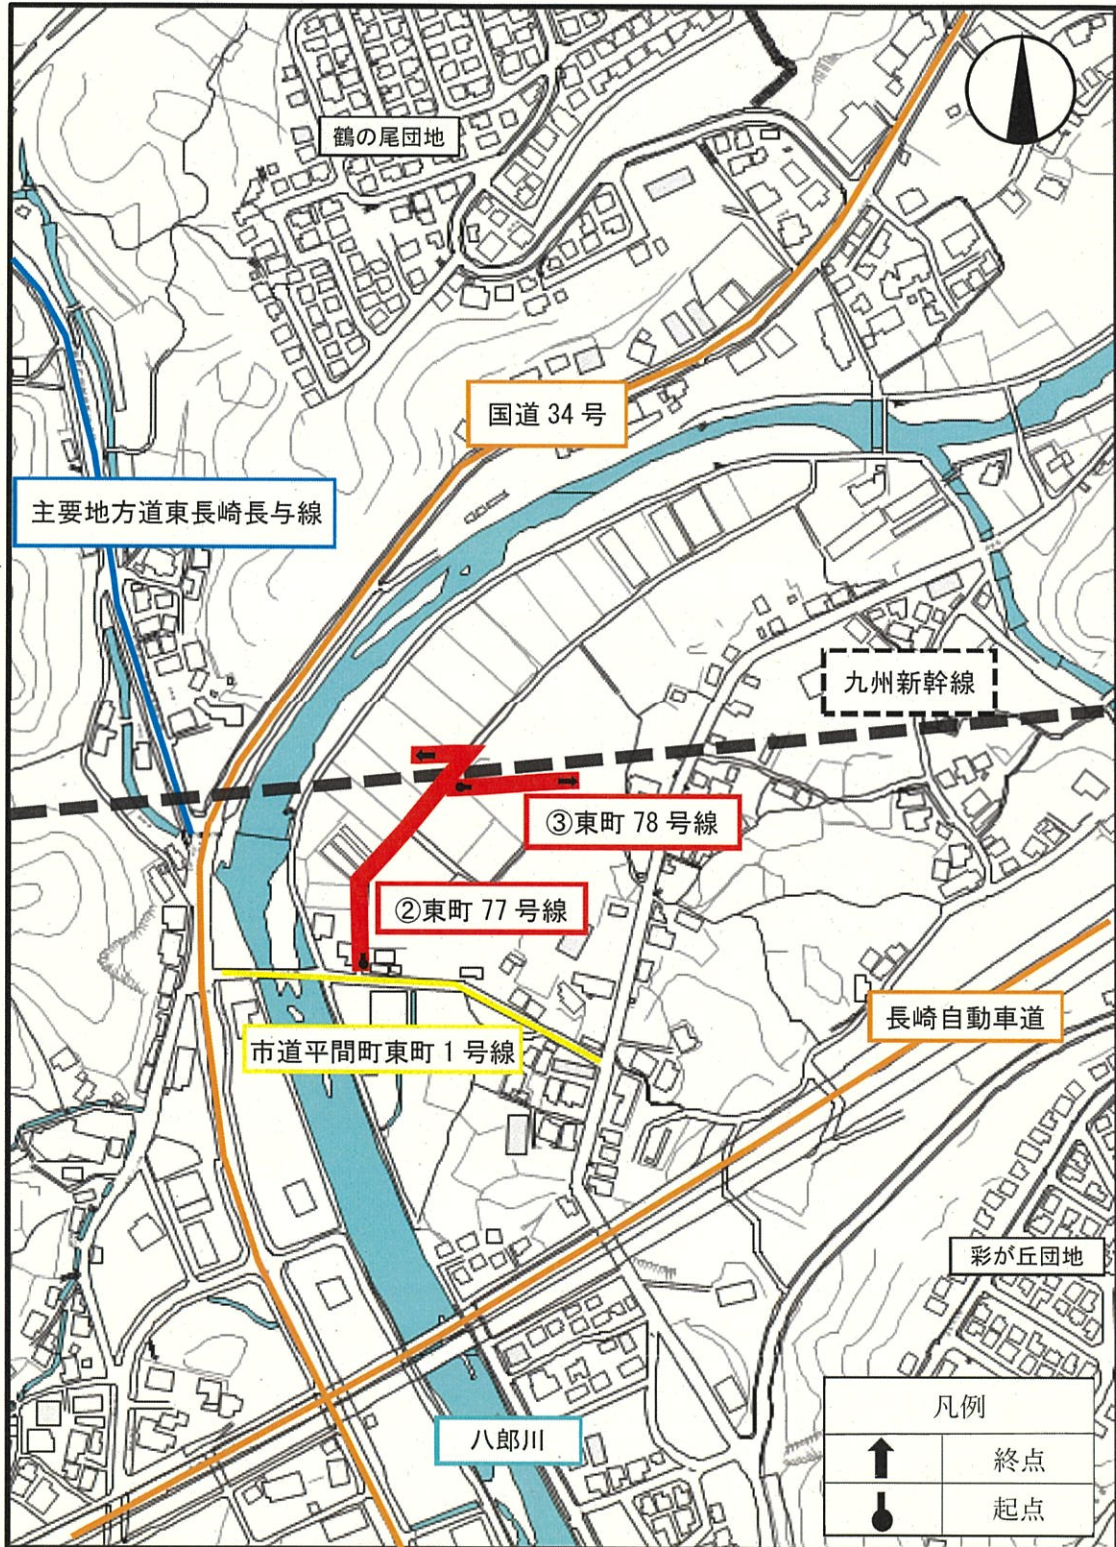 鶴の尾団地
国道 34 号
主要地方道東長崎長与線
九州新幹線
③東町 78 号線
②東町 77 号線
長崎自動車道
市道平間町東町 1 号線
彩が丘団地
八郎川
凡例
終点
起点